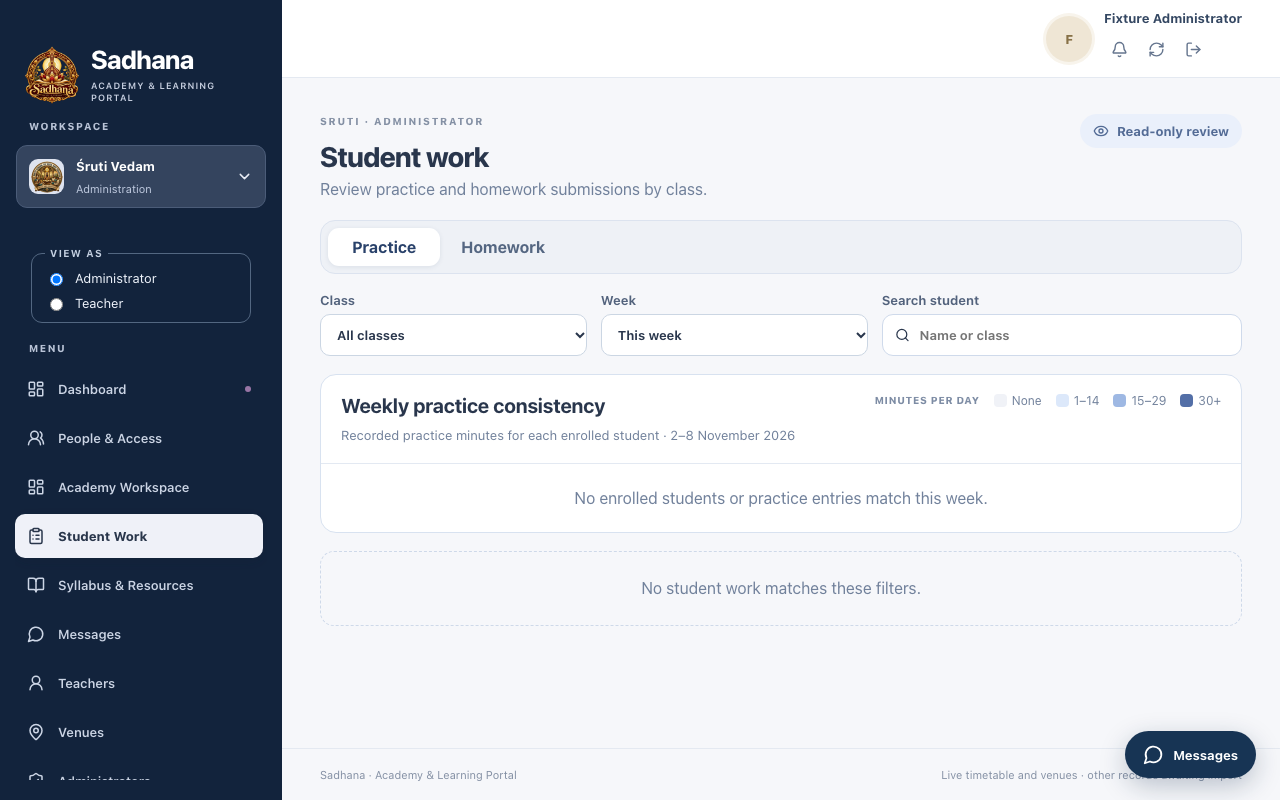 Sadhana
ACADEMY & LEARNING
PORTAL
Sadhana
WORKSPACE
Śruti Vedam
Administration
VIEW AS
Administrator
Teacher
MENU
Dashboard
People & Access
Academy Workspace
Student Work
Syllabus & Resources
Messages
Teachers
Venues
Administrators
F
Fixture Administrator
SRUTI · ADMINISTRATOR
Read-only review
Student work
Review practice and homework submissions by class.
Practice
Homework
Class
Week
Search student
All classes
This week
Name or class
Weekly practice consistency
MINUTES PER DAY
None
1–14
15–29
30+
Recorded practice minutes for each enrolled student · 2–8 November 2026
No enrolled students or practice entries match this week.
No student work matches these filters.
Sadhana · Academy & Learning Portal
Live timetable and venues · other records awaiting import
Messages